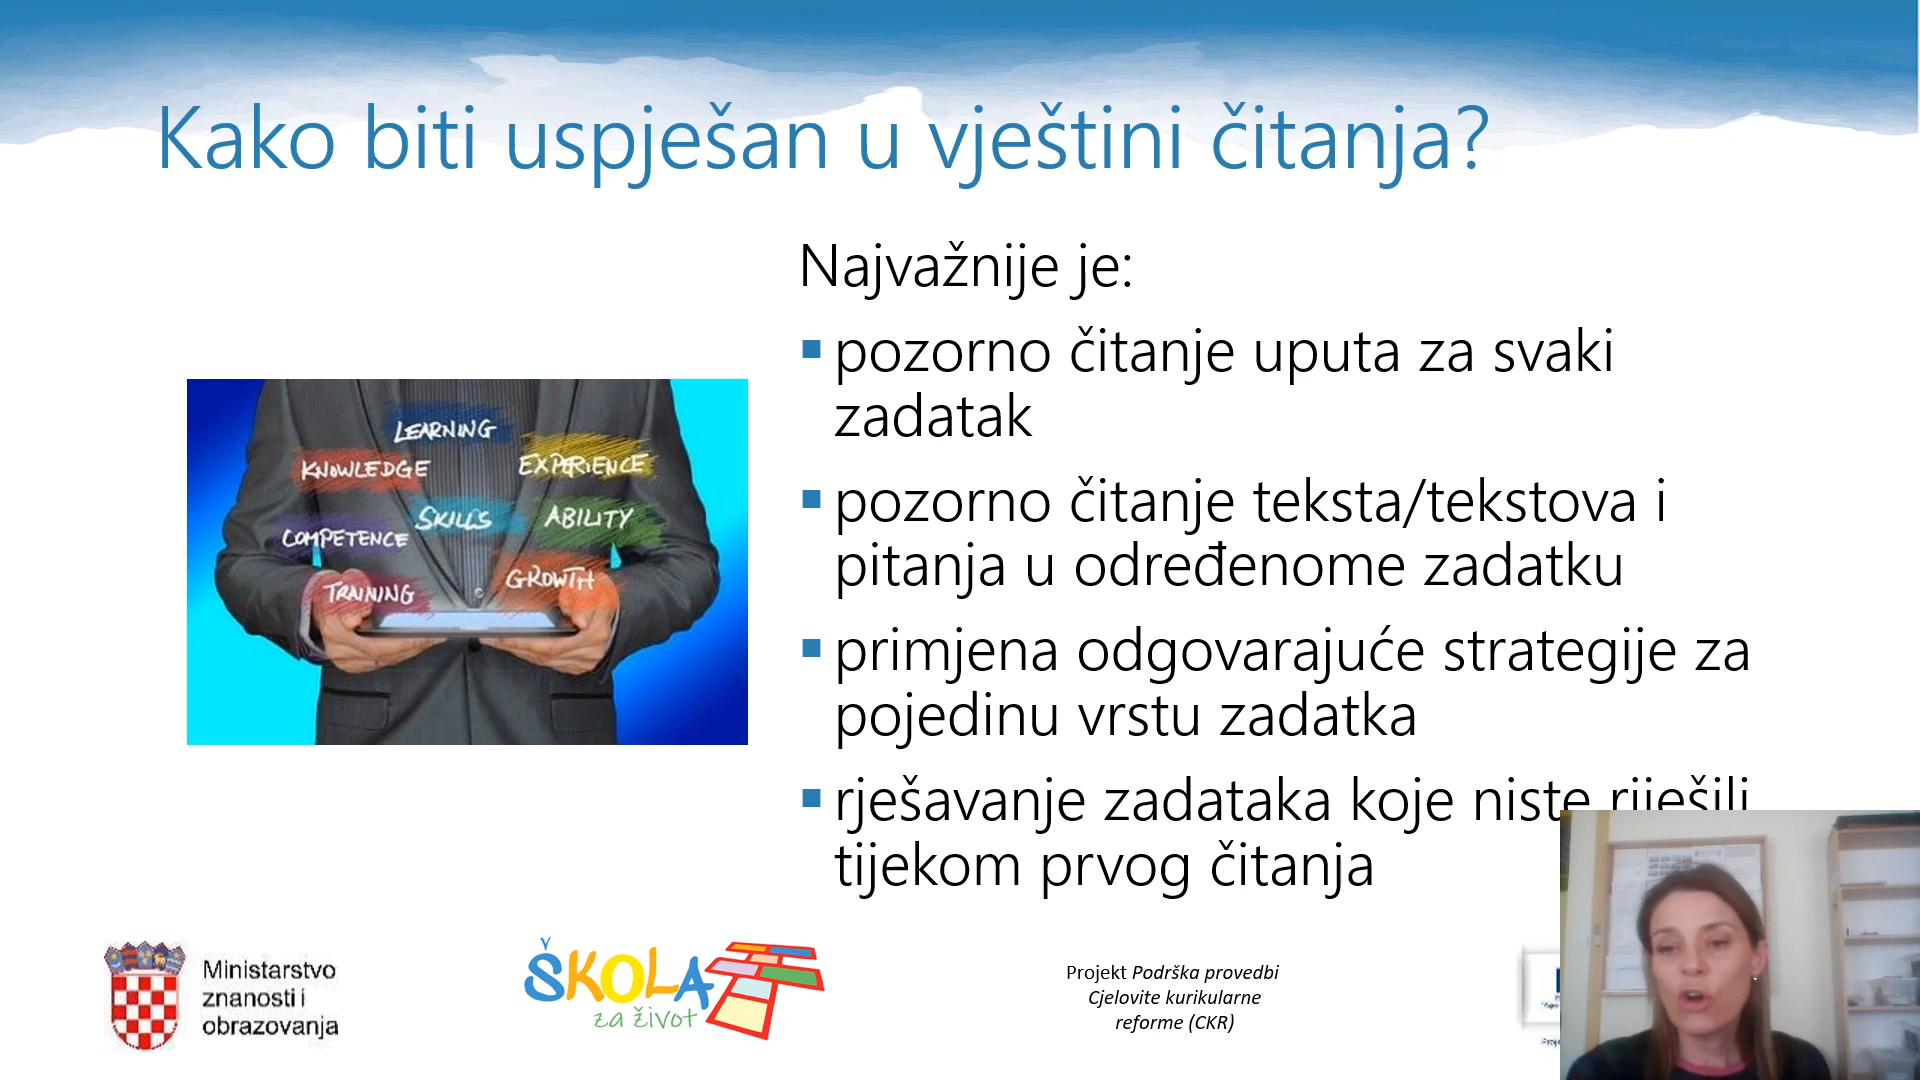 Kako biti uspješan u vještini čitanja?
Najvažnije je:
pozorno čitanje uputa za svaki
zadatak
pozorno čitanje teksta/tekstova i
pitanja u određenome zadatku
primjena odgovarajuće strategije za
pojedinu vrstu zadatka
rješavanje zadataka koje niste riješili
tijekom prvog čitanja
LEARNING
KNOWLEDGE
EXPERIENCE
SKILLS
ABILITY
COMPETENCE
TRAINING
GROWTH
Ministarstvo
znanosti i
obrazovanja
ŠKOLA
za život
Projekt Podrška provedbi
Cjelovite kurikularne
reforme (CKR)